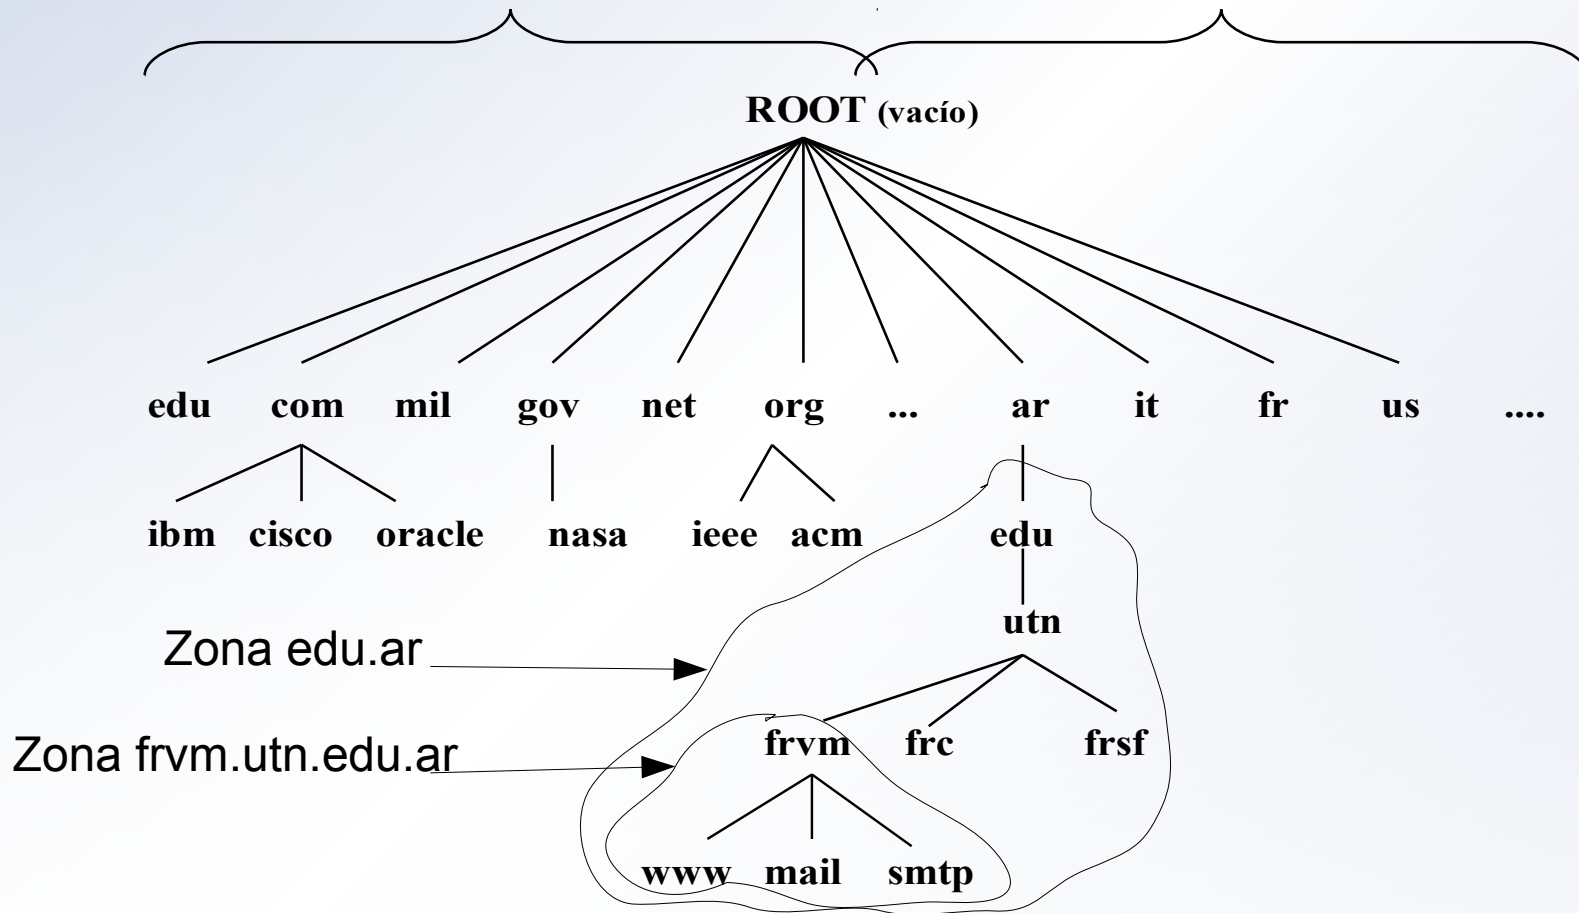 ROOT (vacío)
edu com mil gov net org ... ar it fr us ....
ibm cisco oracle nasa ieee acm edu
utn
Zona edu.ar
frvm frc frsf
Zona frvm.utn.edu.ar
www mail smtp